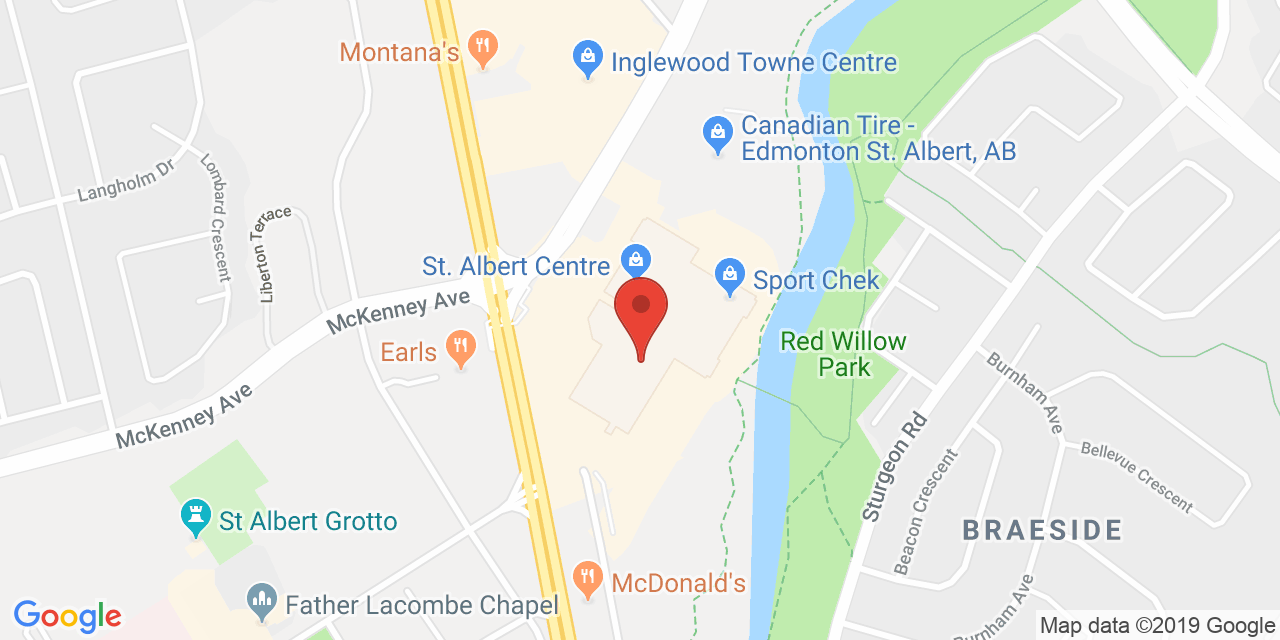 Montana's
Inglewood Towne Centre
Canadian Tire -
Edmonton St. Albert, AB
Langholm Dr
Lombard Crescent
Liberton Terrace
St. Albert Centre
Sport Chek
McKenney Ave
Earls
Red Willow
Park
Burnham Ave
McKenney Ave
Sturgeon Rd
Bellevue Crescent
Beacon Crescent
St Albert Grotto
BRAESIDE
McDonald's
Father Lacombe Chapel
Burnham Ave
Google
Map data ©2019 Google